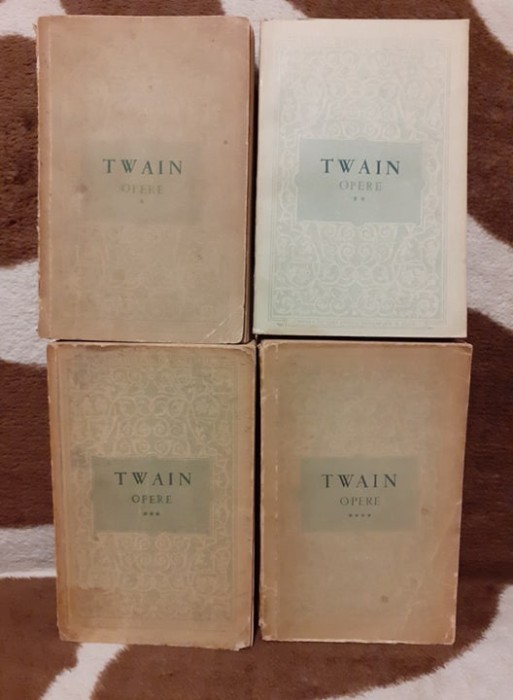 TWAIN
OPERE
*
TWAIN
OPERE
**
TWAIN
OPERE
***
TWAIN
OPERE
****